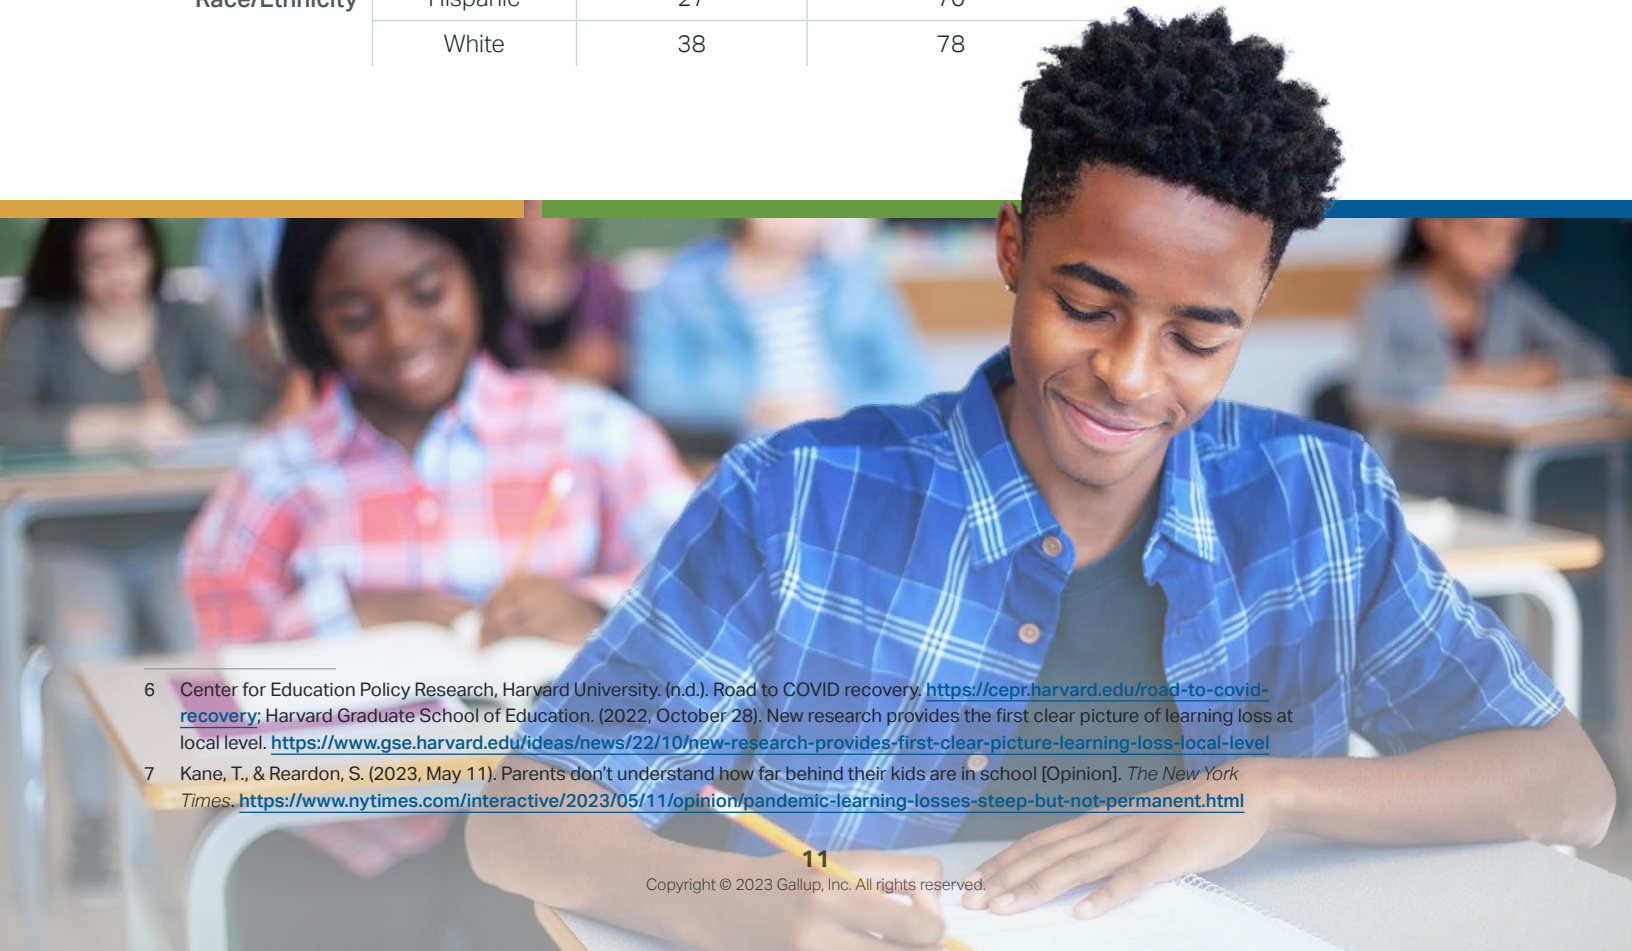 Race/Ethnicity Hispanic 27
White 38 78
6 Center for Education Policy Research, Harvard University. (n.d.). Road to COVID recovery. https://cepr.harvard.edu/road-to-covid-
recovery; Harvard Graduate School of Education. (2022, October 28). New research provides the first clear picture of learning loss at
local level. https://www.gse.harvard.edu/ideas/news/22/10/new-research-provides-first-clear-picture-learning-loss-local-level
7 Kane, T., & Reardon, S. (2023, May 11). Parents don’t understand how far behind their kids are in school [Opinion]. The New York
Times. https://www.nytimes.com/interactive/2023/05/11/opinion/pandemic-learning-losses-steep-but-not-permanent.html
11
Copyright © 2023 Gallup, Inc. All rights reserved.